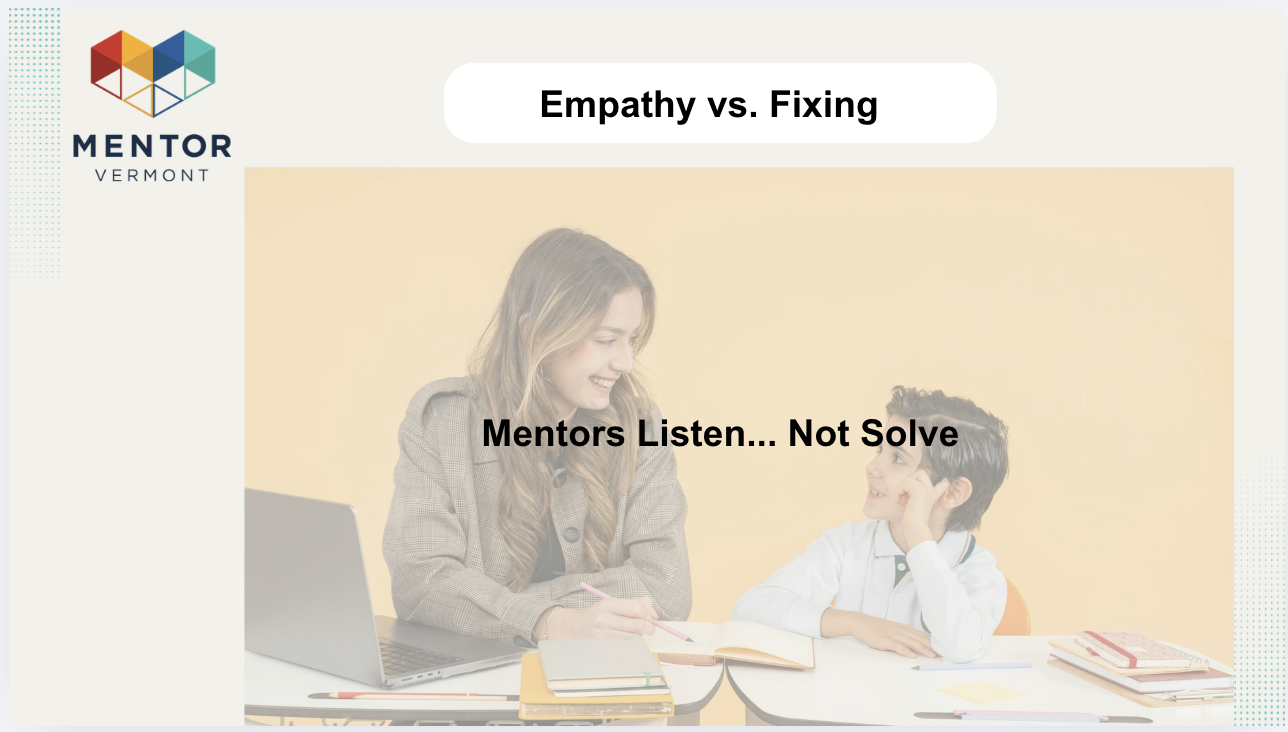 MENTOR
VERMONT
Empathy vs. Fixing
Mentors Listen... Not Solve